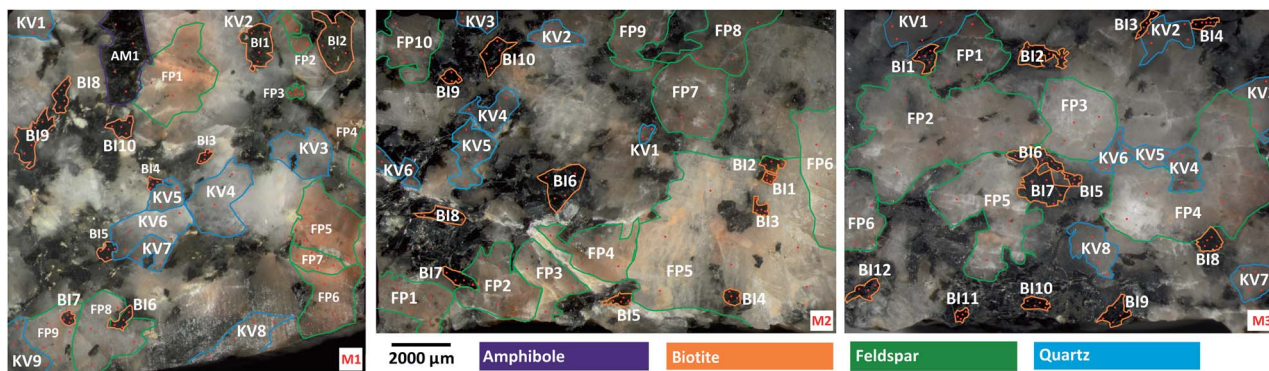 KV1
AM1
KV2
BI1
BI2
FP2
FP1
BI8
FP3
BI9
BI10
BI3
KV3
FP4
BI4
KV5
KV4
KV6
BI5
KV7
FP5
FP7
BI7
FP8
BI6
FP6
FP9
KV8
KV9
M1
KV3
KV2
FP9
FP8
FP10
BI10
BI9
FP7
KV4
KV1
KV5
KV6
BI2
FP6
BI6
BI1
BI8
BI3
FP4
BI7
FP3
FP5
FP2
FP1
BI4
BI5
M2
KV1
BI3
KV2
BI4
FP1
BI2
BI1
FP3
FP2
KV6
KV5
BI6
KV4
BI7
BI5
FP5
FP4
FP6
KV8
BI8
BI12
KV7
BI11
BI10
BI9
M3
2000 µm
Amphibole
Biotite
Feldspar
Quartz